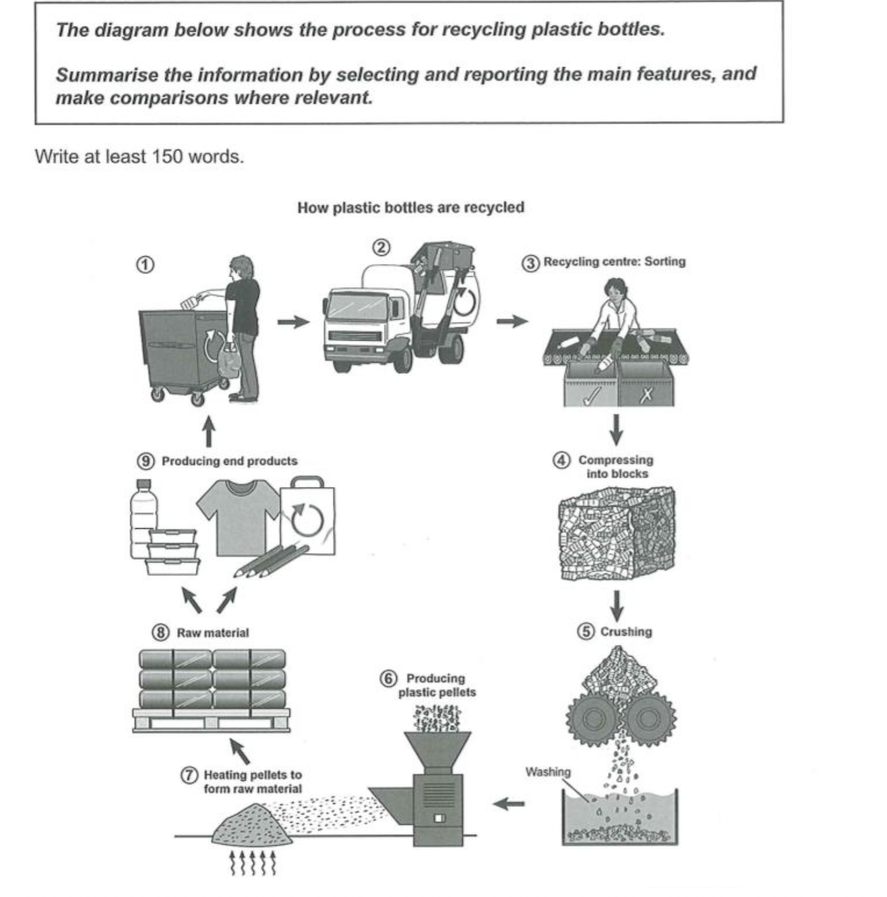 The diagram below shows the process for recycling plastic bottles.
Summarise the information by selecting and reporting the main features, and
make comparisons where relevant.
Write at least 150 words.
How plastic bottles are recycled
1
2
3 Recycling centre: Sorting
9 Producing end products
4 Compressing
into blocks
8 Raw material
5 Crushing
6 Producing
plastic pellets
7 Heating pellets to
form raw material
Washing